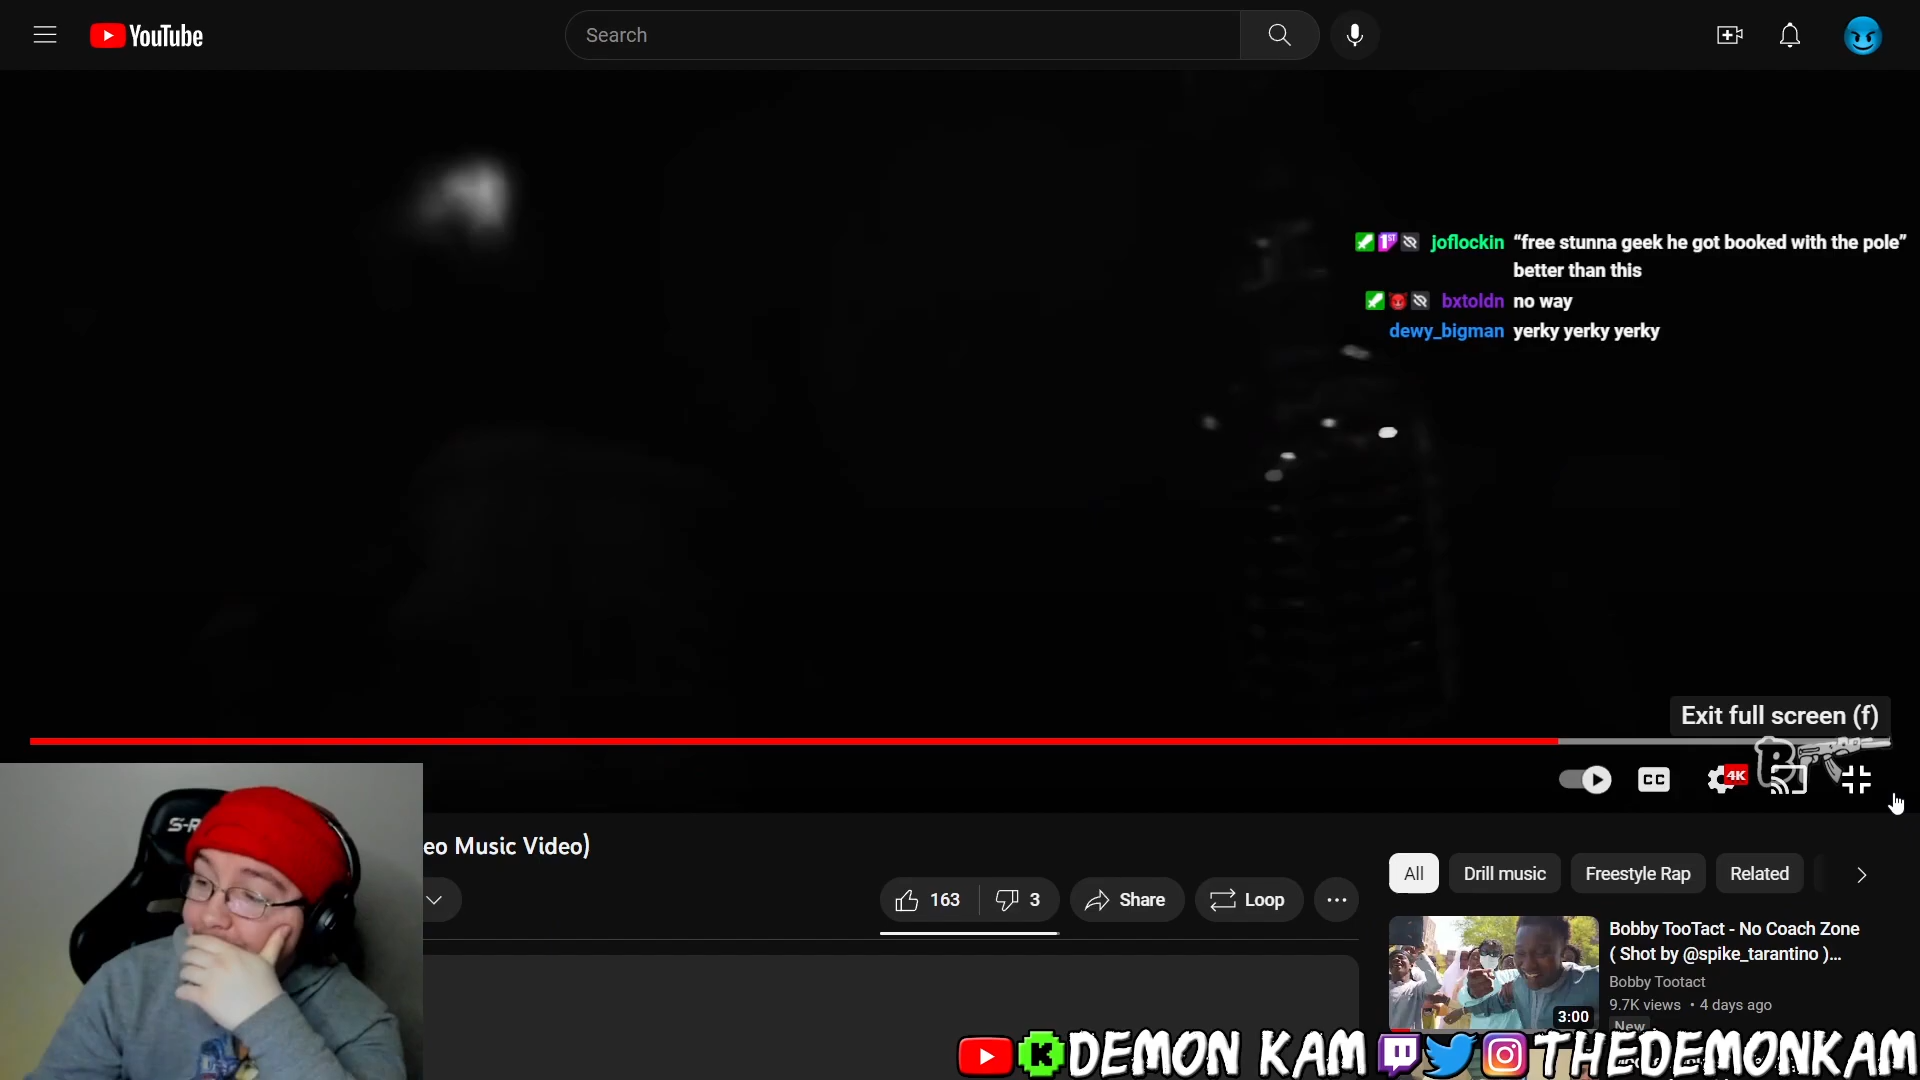 YouTube
Search
joflockin “free stunna geek he got booked with the pole”
better than this
bxtoldn no way
dewy_bigman yerky yerky yerky
Exit full screen (f)
CC
4K
S-R
eo Music Video)
163
3
Share
Loop
All
Drill music
Freestyle Rap
Related
Bobby TooTact - No Coach Zone
( Shot by @spike_tarantino )...
Bobby Tootact
9.7K views • 4 days ago
3:00
New
K DEMON KAM THEDEMONKAM